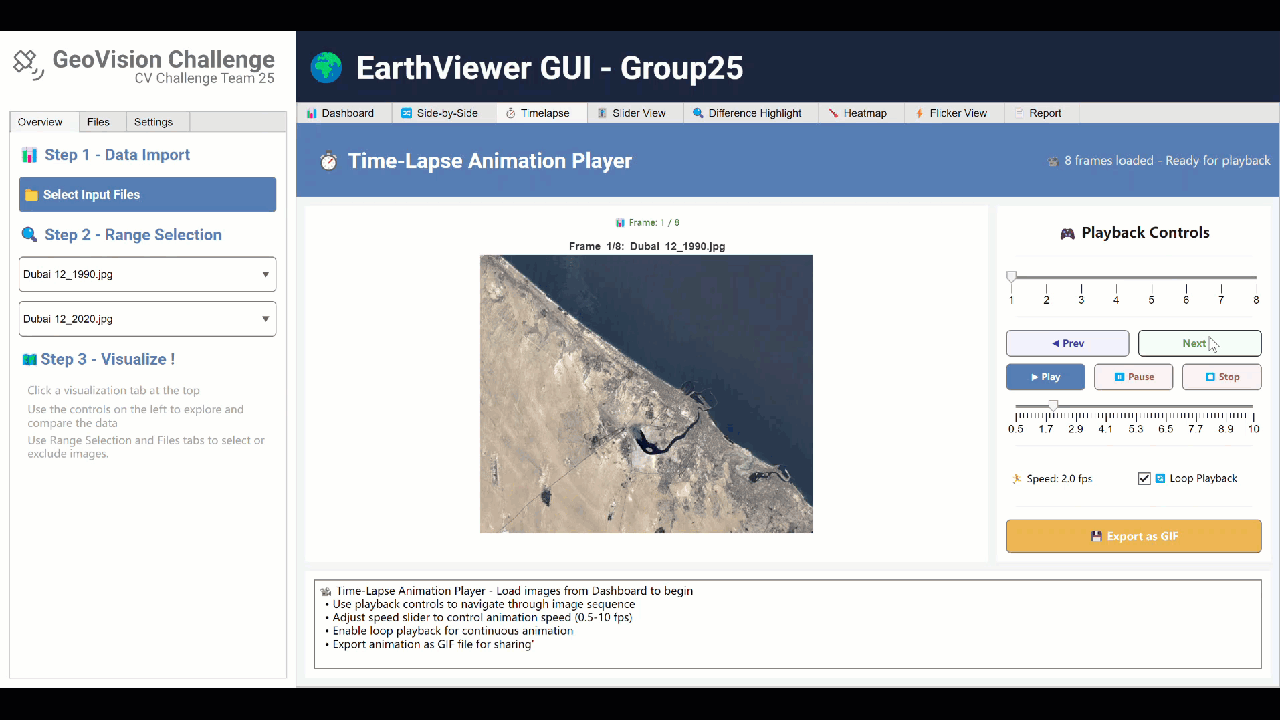 GeoVision Challenge
CV Challenge Team 25
Overview Files Settings
Step 1 - Data Import
Select Input Files
Step 2 - Range Selection
Dubai 12_1990.jpg
Dubai 12_2020.jpg
Step 3 - Visualize !
Click a visualization tab at the top
Use the controls on the left to explore and
compare the data
Use Range Selection and Files tabs to select or
exclude images.
EarthViewer GUI - Group25
Dashboard Side-by-Side Timelapse Slider View Difference Highlight Heatmap Flicker View Report
Time-Lapse Animation Player
8 frames loaded - Ready for playback
Frame: 1 / 8
Frame 1/8: Dubai 12_1990.jpg
Playback Controls
1 2 3 4 5 6 7 8
◀ Prev Next
▶ Play Pause Stop
0.5 1.7 2.9 4.1 5.3 6.5 7.7 8.9 10
Speed: 2.0 fps Loop Playback
Export as GIF
Time-Lapse Animation Player - Load images from Dashboard to begin
• Use playback controls to navigate through image sequence
• Adjust speed slider to control animation speed (0.5-10 fps)
• Enable loop playback for continuous animation
• Export animation as GIF file for sharing'